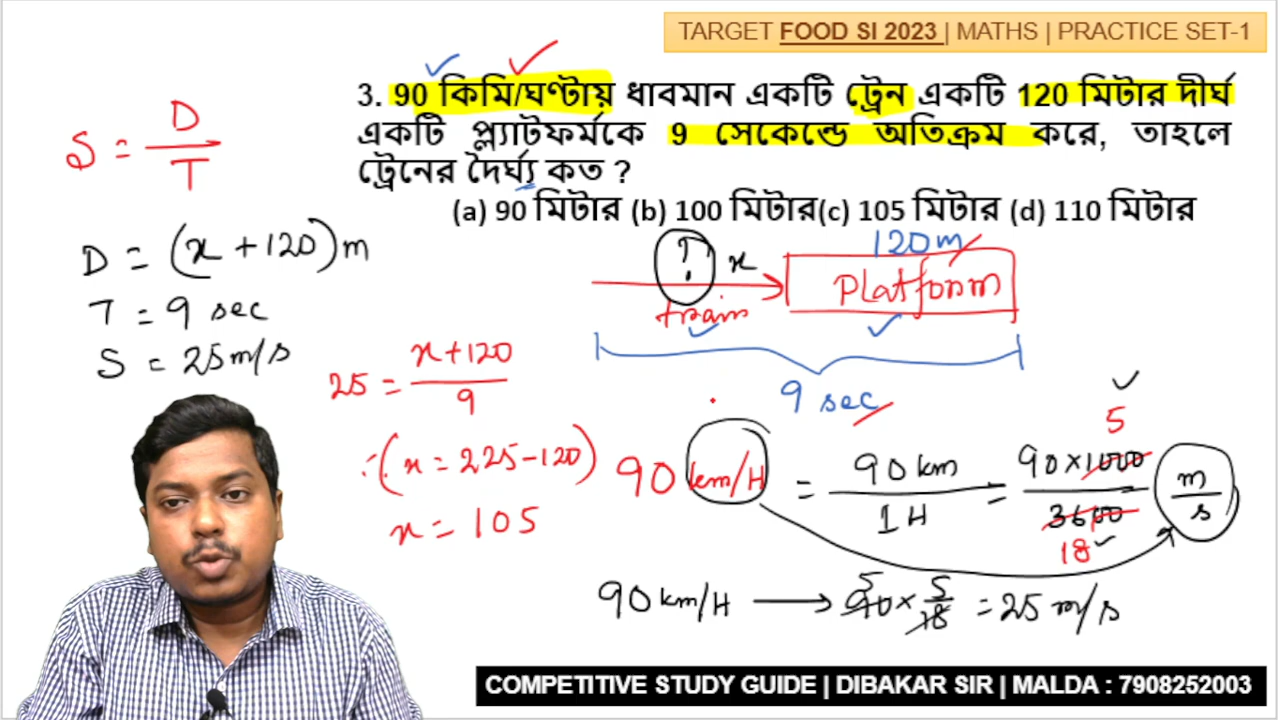 TARGET FOOD SI 2023 | MATHS | PRACTICE SET-1
3. 90 কিমি/ঘণ্টায় ধাবমান একটি ট্রেন একটি 120 মিটার দীর্ঘ
একটি প্ল্যাটফর্মকে 9 সেকেন্ডে অতিক্রম করে, তাহলে
ট্রেনের দৈর্ঘ্য কত ?
(a) 90 মিটার (b) 100 মিটার(c) 105 মিটার (d) 110 মিটার
S = D/T
D = (x + 120) m
T = 9 sec
S = 25 m/s
? x
120 m
Platform
train
9 sec
25 = x+120/9
∴ (x = 225-120)
x = 105
90 km/H = 90 km/1 H = 90×1000/3600 m/s
5
18
90 km/H → 90 × 5/18 = 25 m/s
5
COMPETITIVE STUDY GUIDE | DIBAKAR SIR | MALDA : 7908252003